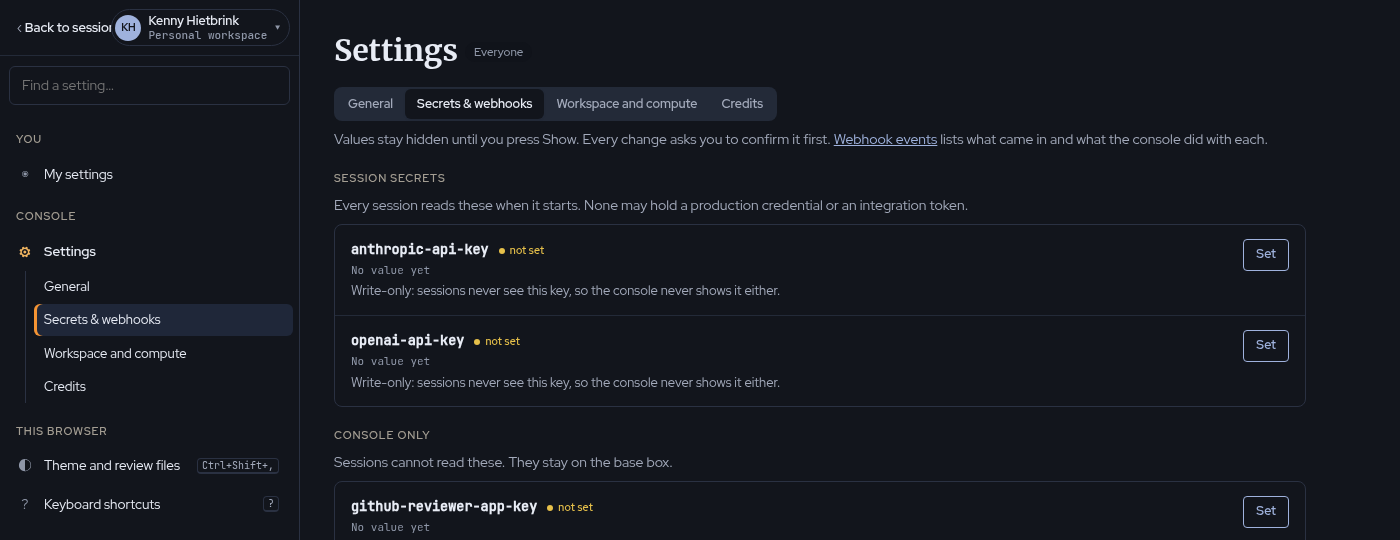 ‹ Back to session
KH
Kenny Hietbrink
Personal workspace
Find a setting...
YOU
My settings
CONSOLE
Settings
General
Secrets & webhooks
Workspace and compute
Credits
THIS BROWSER
Theme and review files
Ctrl+Shift+,
? Keyboard shortcuts
?
Settings
Everyone
General
Secrets & webhooks
Workspace and compute
Credits
Values stay hidden until you press Show. Every change asks you to confirm it first. Webhook events lists what came in and what the console did with each.
SESSION SECRETS
Every session reads these when it starts. None may hold a production credential or an integration token.
anthropic-api-key
not set
No value yet
Write-only: sessions never see this key, so the console never shows it either.
Set
openai-api-key
not set
No value yet
Write-only: sessions never see this key, so the console never shows it either.
Set
CONSOLE ONLY
Sessions cannot read these. They stay on the base box.
github-reviewer-app-key
not set
No value yet
Set